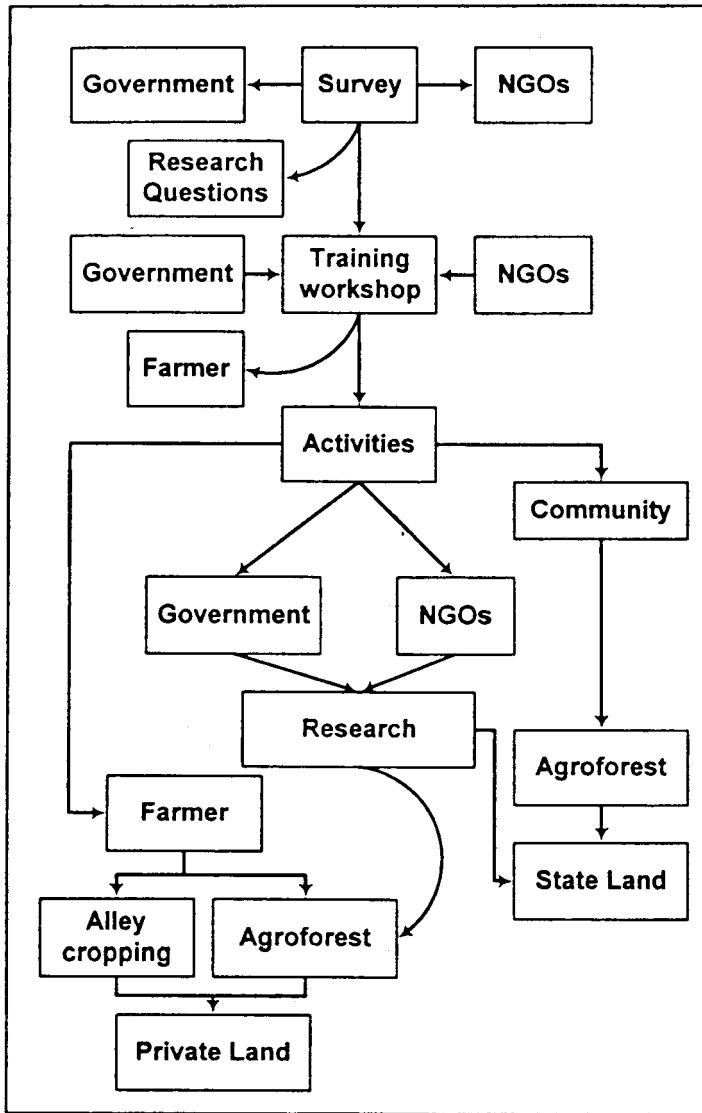 Government
Survey
NGOs
Research
Questions
Government
Training
workshop
NGOs
Farmer
Activities
Community
Government
NGOs
Research
Agroforest
Farmer
State Land
Alley
cropping
Agroforest
Private Land